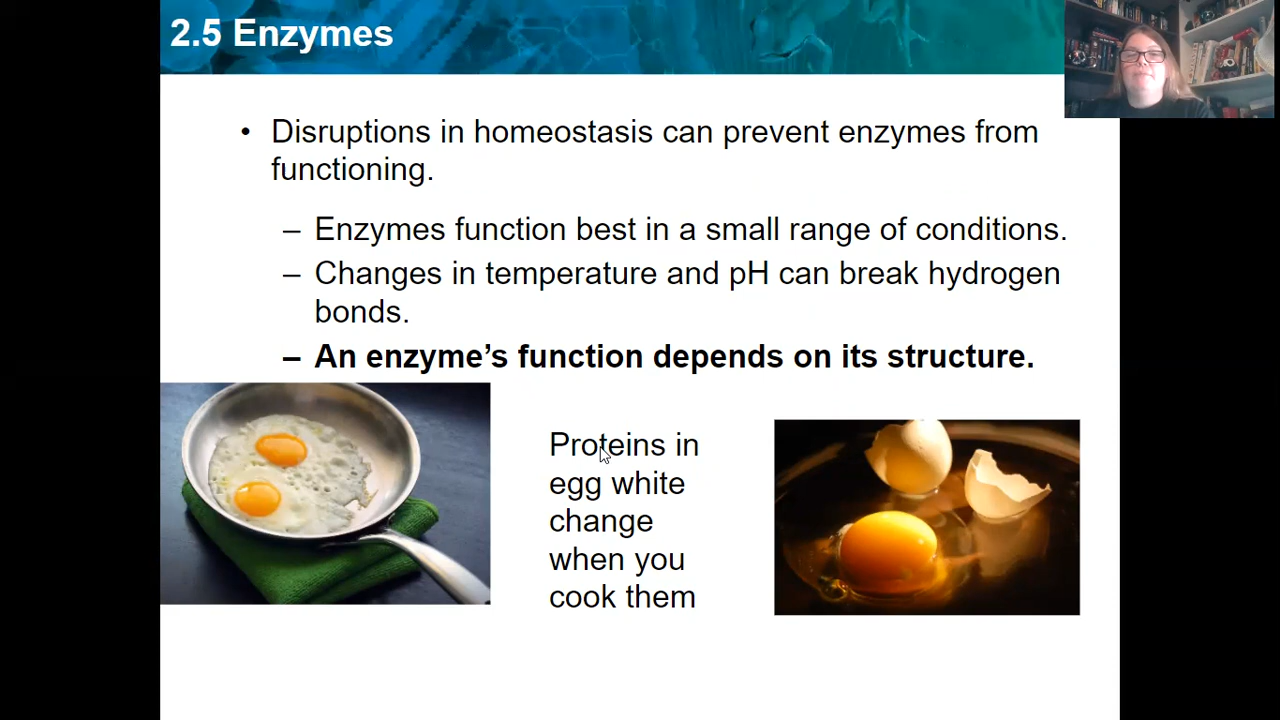 2.5 Enzymes
• Disruptions in homeostasis can prevent enzymes from
functioning.
– Enzymes function best in a small range of conditions.
– Changes in temperature and pH can break hydrogen
bonds.
– An enzyme’s function depends on its structure.
Proteins in
egg white
change
when you
cook them